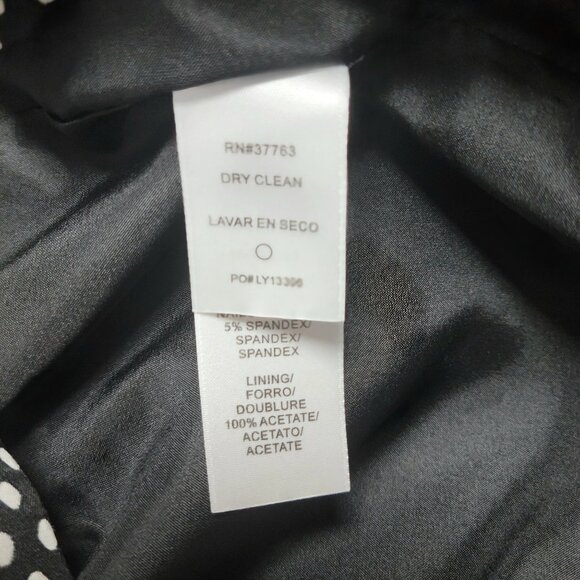 RN#37763
DRY CLEAN
LAVAR EN SECO
PO# LY13396
5% SPANDEX/
SPANDEX/
SPANDEX
LINING/
FORRO/
DOUBLURE
100% ACETATE/
ACETATO/
ACETATE